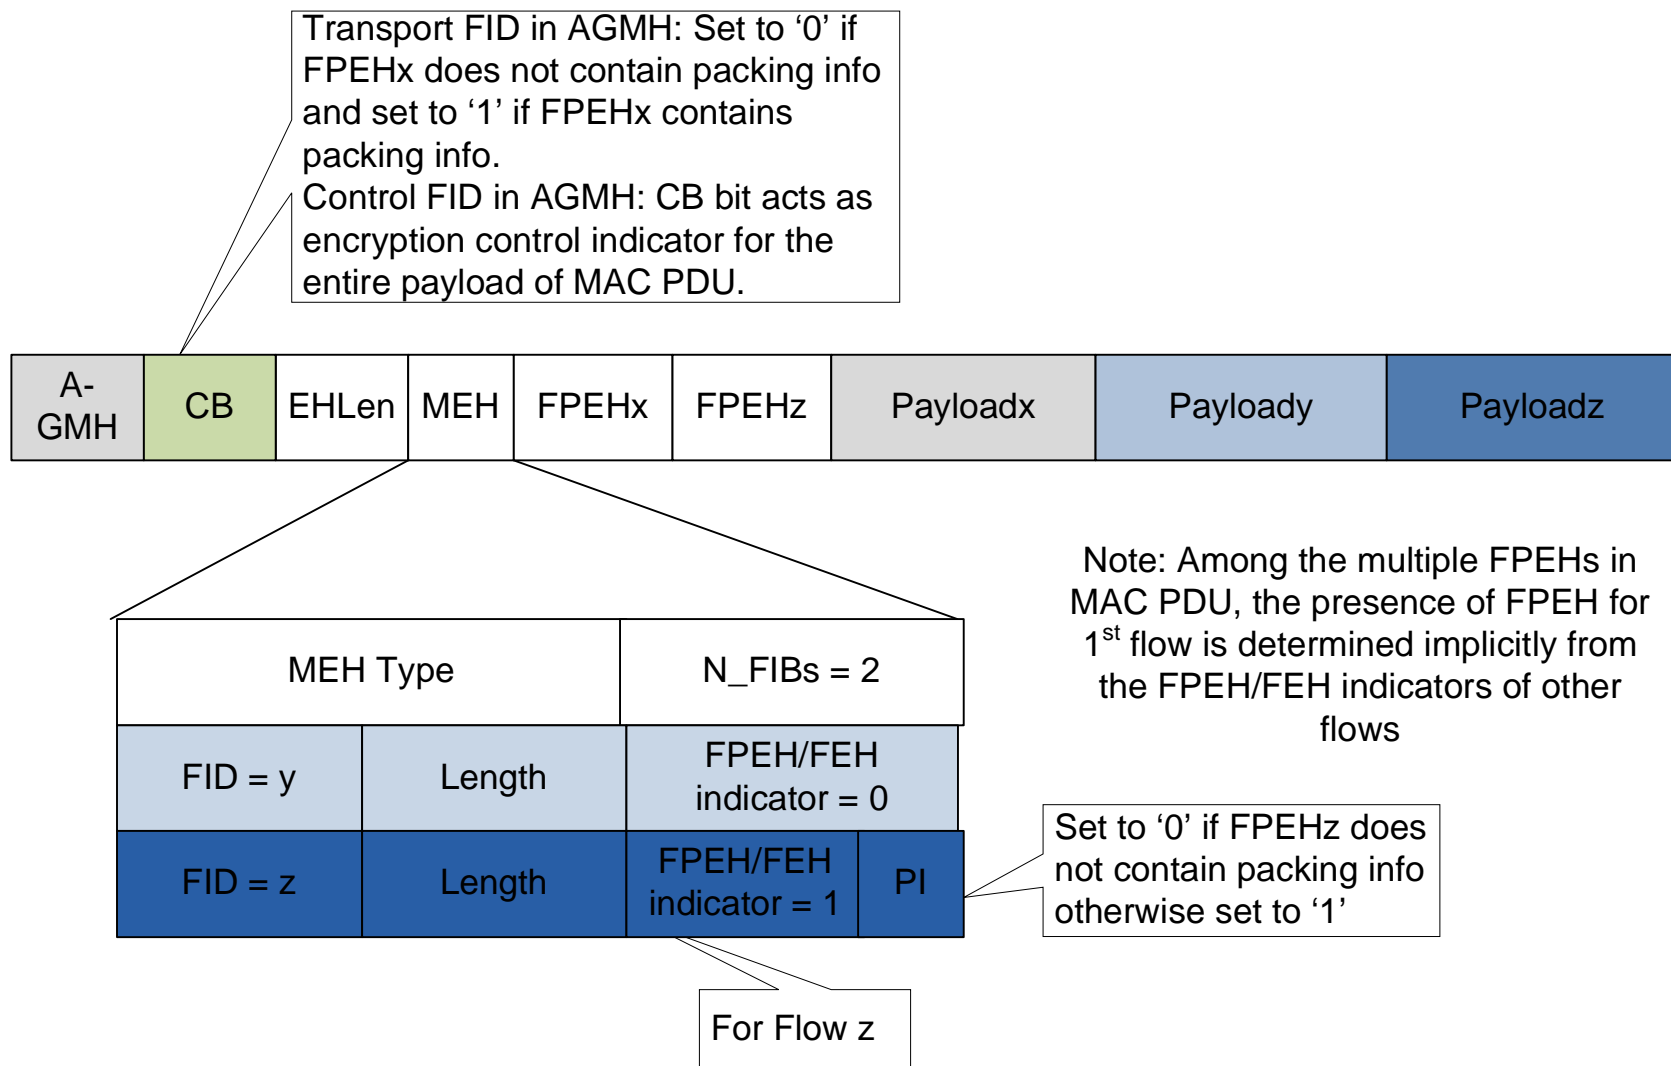 Transport FID in AGMH: Set to ‘0’ if
FPEHx does not contain packing info
and set to ‘1’ if FPEHx contains
packing info.
Control FID in AGMH: CB bit acts as
encryption control indicator for the
entire payload of MAC PDU.
A-
GMH
CB
EHLen
MEH
FPEHx
FPEHz
Payloadx
Payloady
Payloadz
Note: Among the multiple FPEHs in
MAC PDU, the presence of FPEH for
1st flow is determined implicitly from
the FPEH/FEH indicators of other
flows
MEH Type
N_FIBs = 2
FID = y
Length
FPEH/FEH
indicator = 0
FID = z
Length
FPEH/FEH
indicator = 1
PI
Set to ‘0’ if FPEHz does
not contain packing info
otherwise set to ‘1’
For Flow z